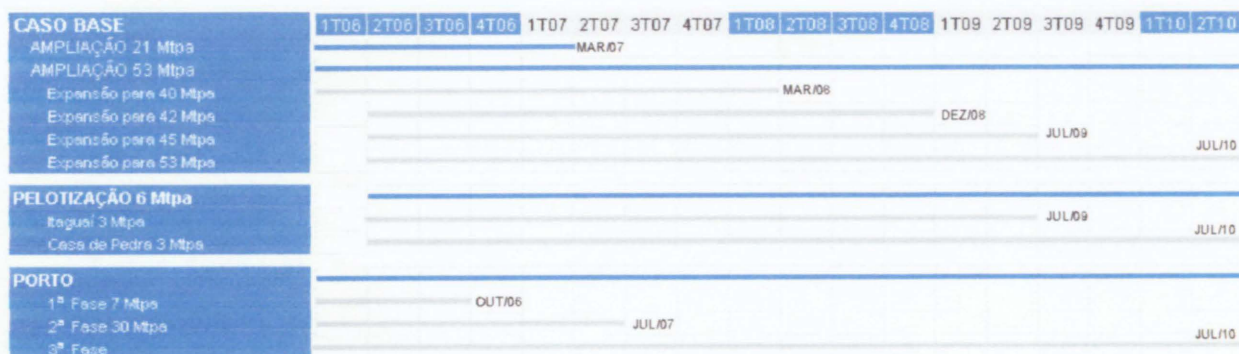 CASO BASE 1T06 2T06 3T06 4T06 1T07 2T07 3T07 4T07 1T08 2T08 3T08 4T08 1T09 2T09 3T09 4T09 1T10 2T10
AMPLIAÇÃO 21 Mtpa MAR/07
AMPLIAÇÃO 53 Mtpa
Expansão para 40 Mtpa MAR/08
Expansão para 42 Mtpa DEZ/08
Expansão para 45 Mtpa JUL/09
Expansão para 53 Mtpa JUL/10
PELOTIZAÇÃO 6 Mtpa
Itaguaí 3 Mtpa JUL/09
Casa de Pedra 3 Mtpa JUL/10
PORTO
1ª Fase 7 Mtpa OUT/06
2ª Fase 30 Mtpa JUL/07
3ª Fase JUL/10